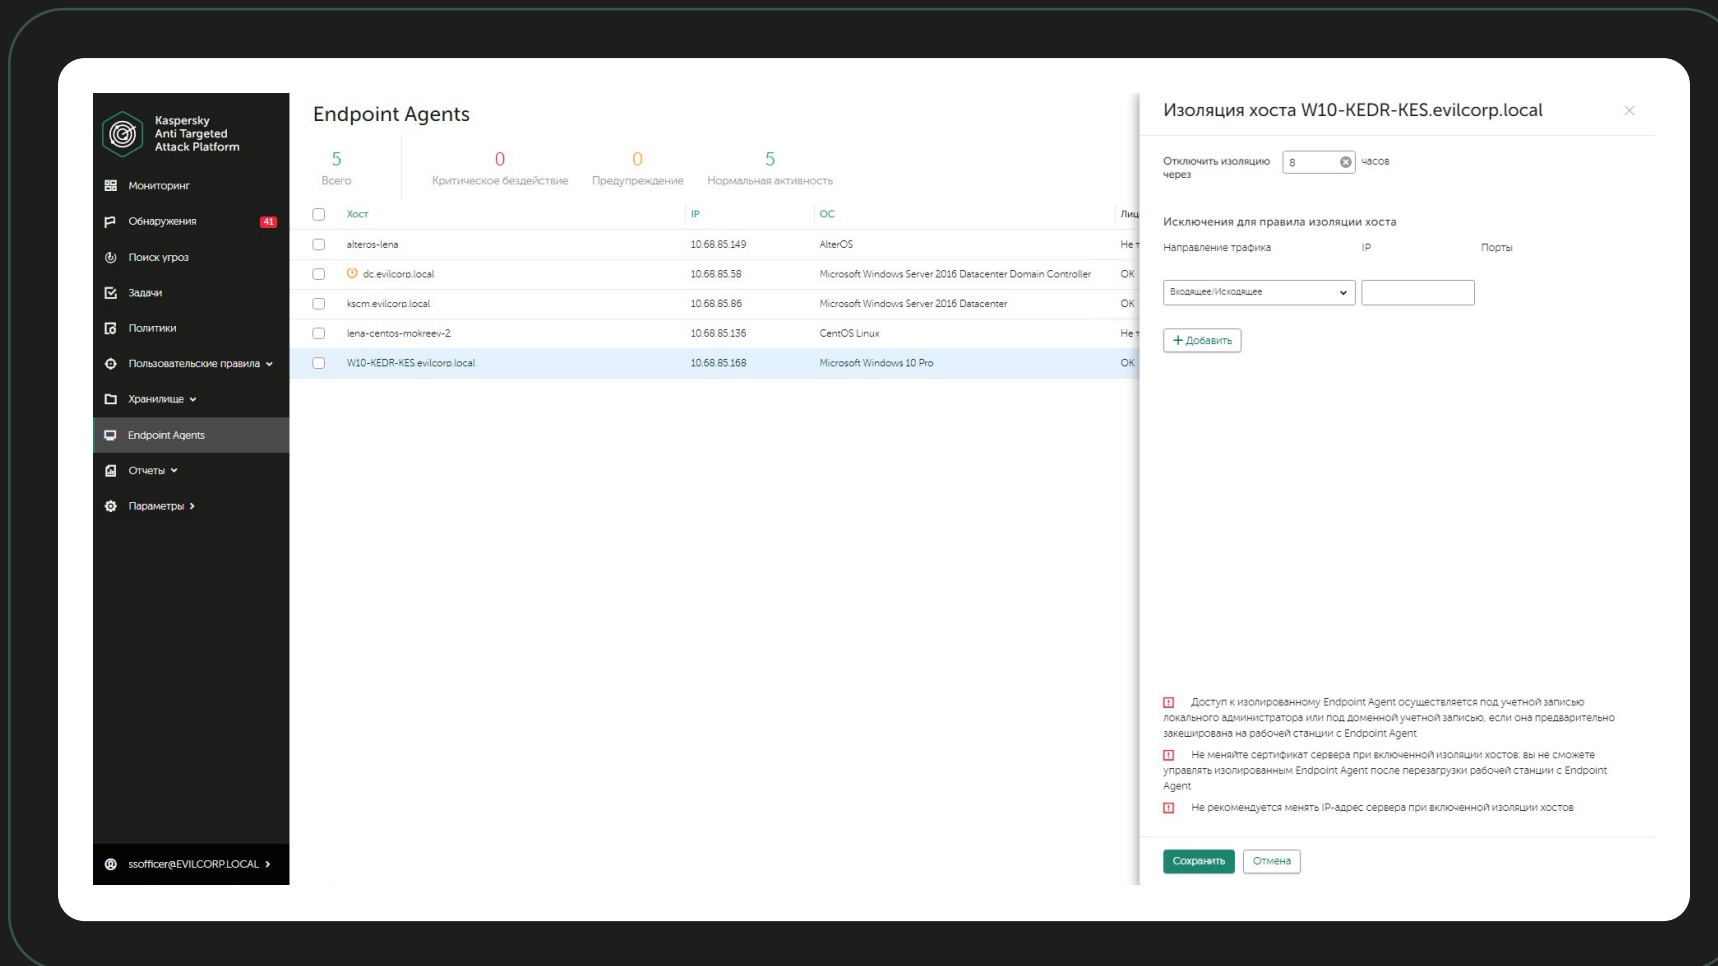 Kaspersky
Anti Targeted
Attack Platform
Мониторинг
Обнаружения 41
Поиск угроз
Задачи
Политики
Пользовательские правила
Хранилище
Endpoint Agents
Отчеты
Параметры
ssofficer@EVILCORP.LOCAL
Endpoint Agents
5 0 0 5
Всего Критическое бездействие Предупреждение Нормальная активность
Хост IP ОС Лиц
alteros-lena 10.68.85.149 AlterOS Не т
dc.evilcorp.local 10.68.85.58 Microsoft Windows Server 2016 Datacenter Domain Controller OK
kscm.evilcorp.local 10.68.85.86 Microsoft Windows Server 2016 Datacenter OK
lena-centos-mokreev-2 10.68.85.136 CentOS Linux Не т
W10-KEDR-KES.evilcorp.local 10.68.85.168 Microsoft Windows 10 Pro OK
Изоляция хоста W10-KEDR-KES.evilcorp.local
Отключить изоляцию 8 часов
через
Исключения для правила изоляции хоста
Направление трафика IP Порты
Входящее/Исходящее
+ Добавить
Доступ к изолированному Endpoint Agent осуществляется под учетной записью
локального администратора или под доменной учетной записью, если она предварительно
закеширована на рабочей станции с Endpoint Agent
Не меняйте сертификат сервера при включенной изоляции хостов: вы не сможете
управлять изолированным Endpoint Agent после перезагрузки рабочей станции с Endpoint
Agent
Не рекомендуется менять IP-адрес сервера при включенной изоляции хостов
Сохранить Отмена